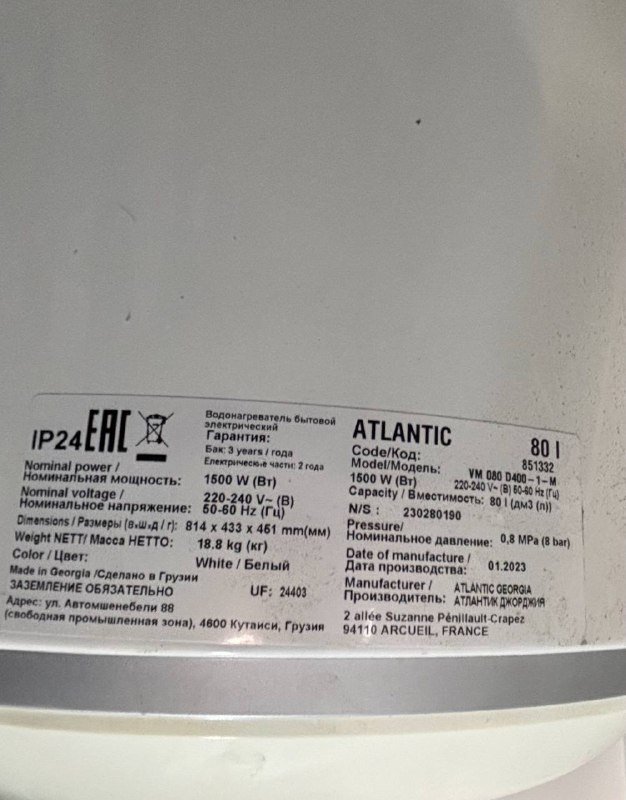 IP24 EAC
Водонагреватель бытовой
электрический
Гарантия:
Бак: 3 years / года
Електрические части: 2 года
Nominal power /
Номинальная мощность: 1500 W (Вт)
Nominal voltage / 220-240 V~ (В)
Номинальное напряжение: 50-60 Hz (Гц)
Dimensions / Размеры (в.ш.д / г): 814 x 433 x 461 mm(мм)
Weight NETT/ Масса НЕТТО: 18.8 kg (кг)
Color / Цвет: White / Белый
Made in Georgia /Сделано в Грузии
ЗАЗЕМЛЕНИЕ ОБЯЗАТЕЛЬНО UF: 24403
Адрес: ул. Автомшенебели 88
(свободная промышленная зона), 4600 Кутаиси, Грузия
ATLANTIC 80 l
Code/Код: 851332
Model/Модель: VM 080 D400-1-M
1500 W (Вт) 220-240 V~ (В) 50-60 Hz (Гц)
Capacity / Вместимость: 80 l (дм3 (л))
N/S : 230280190
Pressure/
Номинальное давление: 0,8 MPa (8 bar)
Date of manufacture /
Дата производства: 01.2023
Manufacturer / ATLANTIC GEORGIA
Производитель: АТЛАНТИК ДЖОРДЖИЯ
2 allée Suzanne Pénillault-Crapez
94110 ARCUEIL, FRANCE